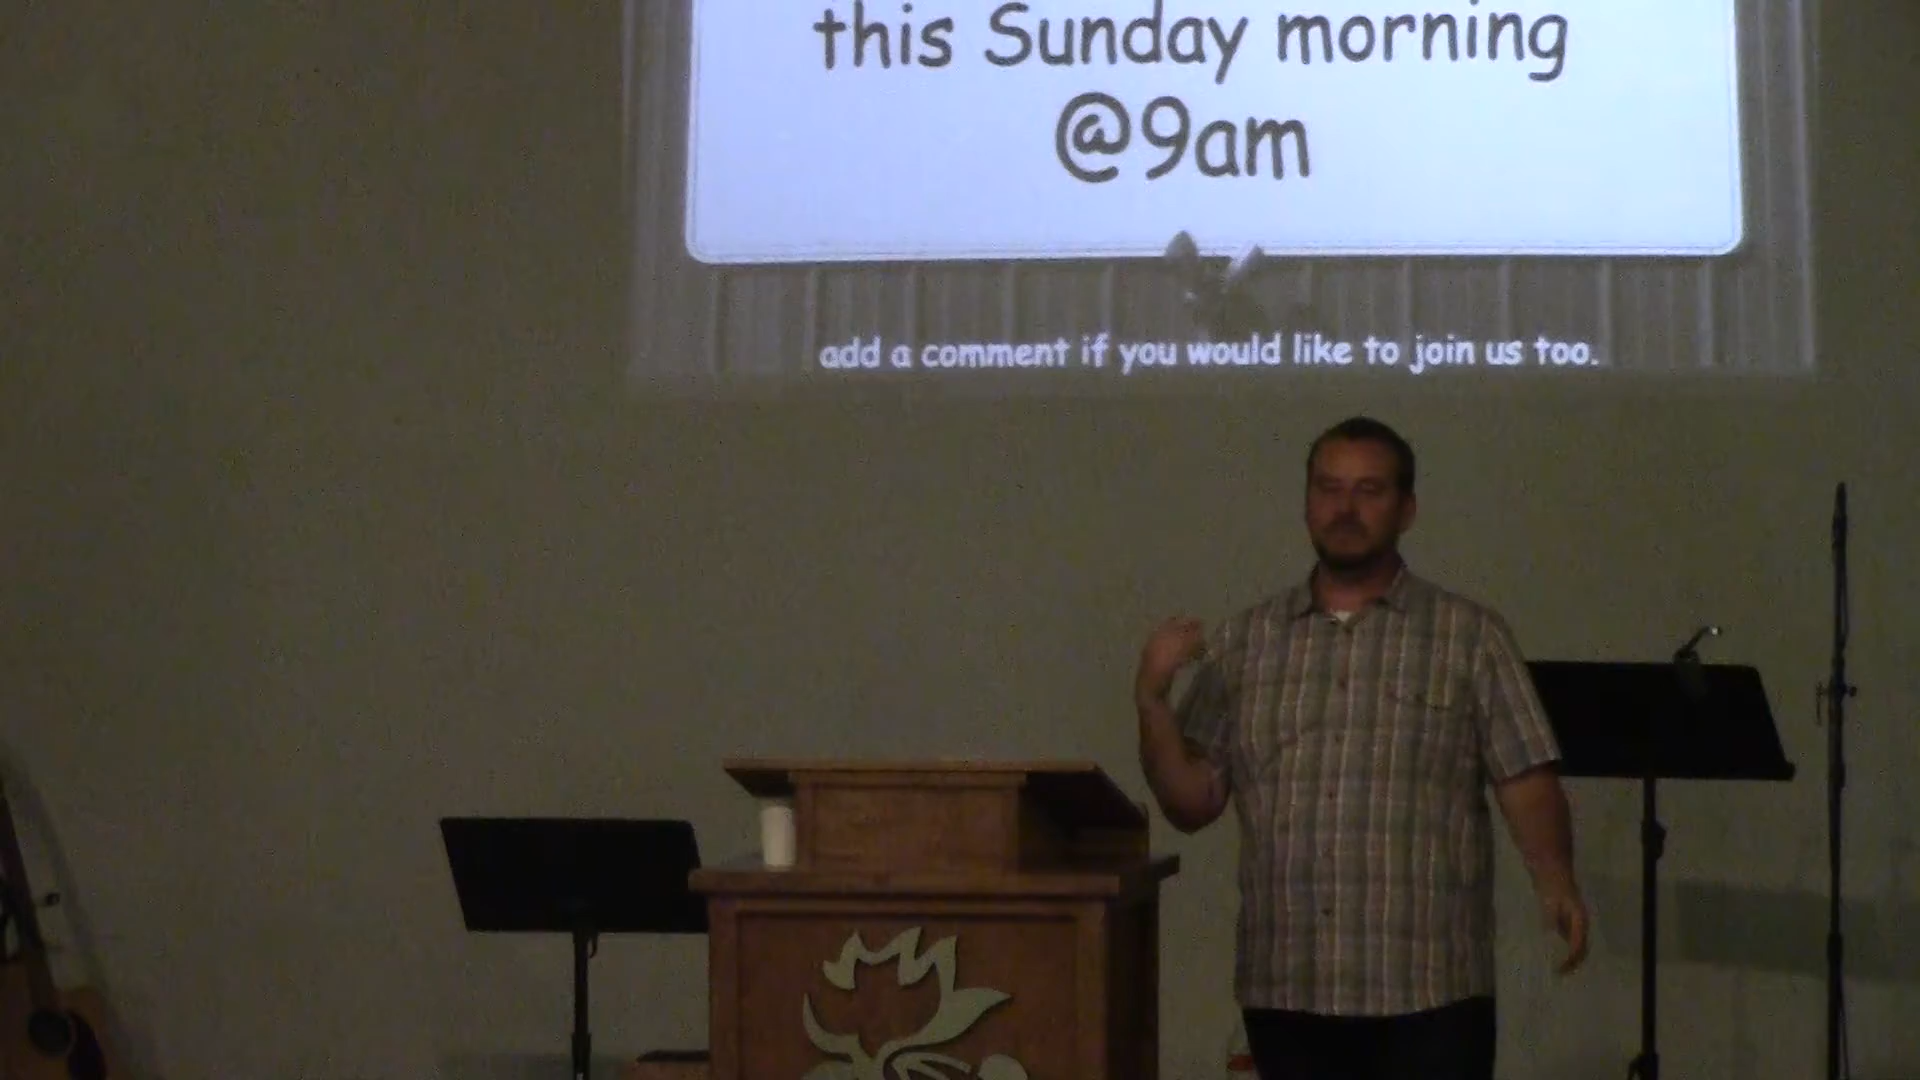 this Sunday morning
@9am
add a comment if you would like to join us too.